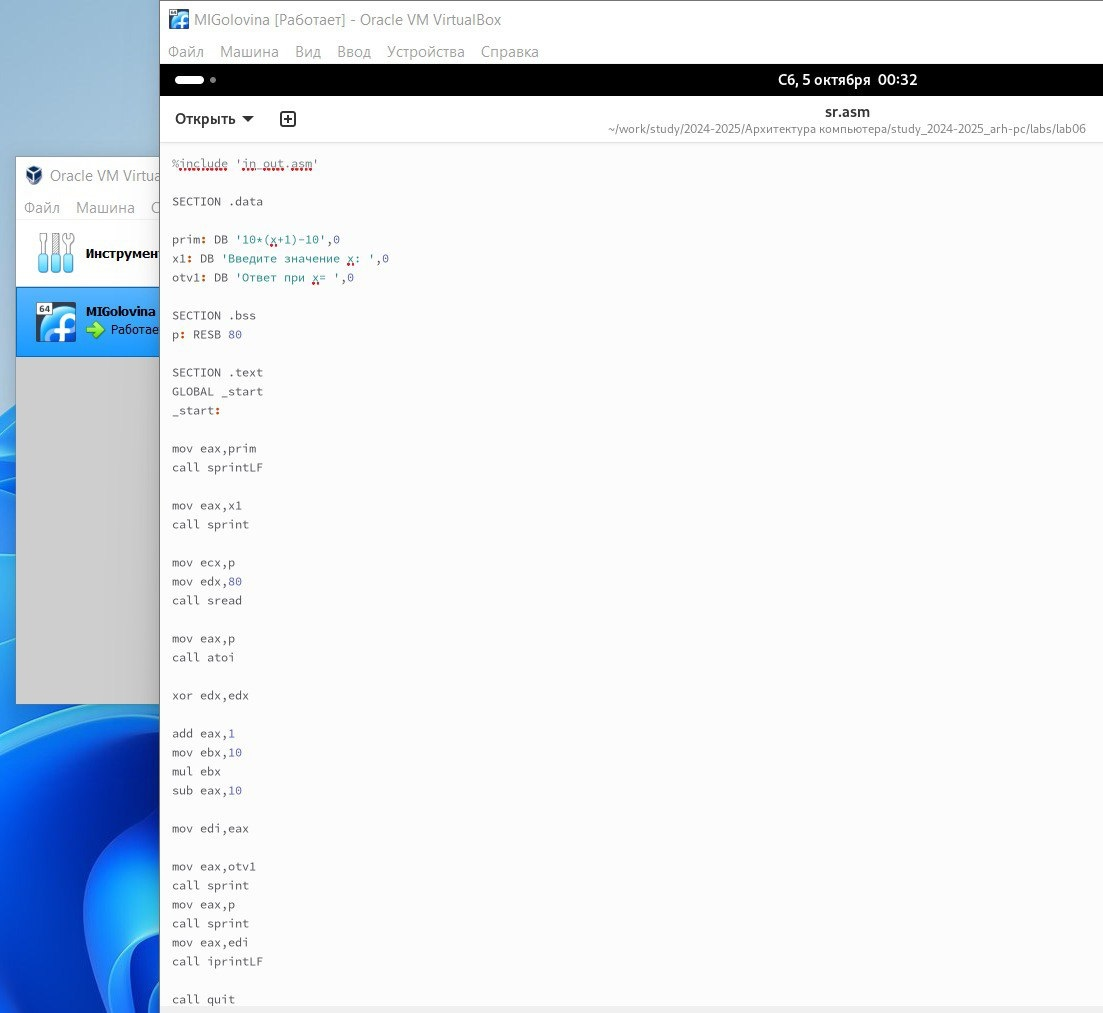 MIGolovina [Работает] - Oracle VM VirtualBox
Файл Машина Вид Ввод Устройства Справка
Сб, 5 октября 00:32
Открыть
sr.asm
~/work/study/2024-2025/Архитектура компьютера/study_2024-2025_arh-pc/labs/lab06
Oracle VM Virtua
Файл Машина С
Инструмен
64
MIGolovina
Работае
%include 'in_out.asm'
SECTION .data
prim: DB '10*(x+1)-10',0
x1: DB 'Введите значение x: ',0
otv1: DB 'Ответ при x= ',0
SECTION .bss
p: RESB 80
SECTION .text
GLOBAL _start
_start:
mov eax,prim
call sprintLF
mov eax,x1
call sprint
mov ecx,p
mov edx,80
call sread
mov eax,p
call atoi
xor edx,edx
add eax,1
mov ebx,10
mul ebx
sub eax,10
mov edi,eax
mov eax,otv1
call sprint
mov eax,p
call sprint
mov eax,edi
call iprintLF
call quit